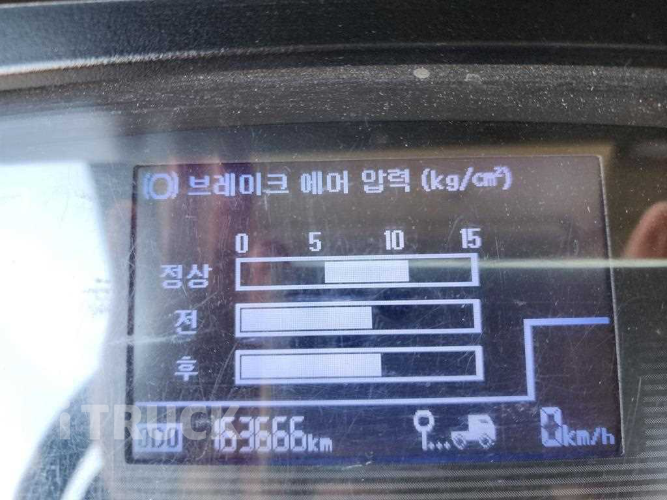 브레이크 에어 압력 (kg/cm²)
0 5 10 15
정상
전
후
ODO 163666km 0km/h
TRUCK